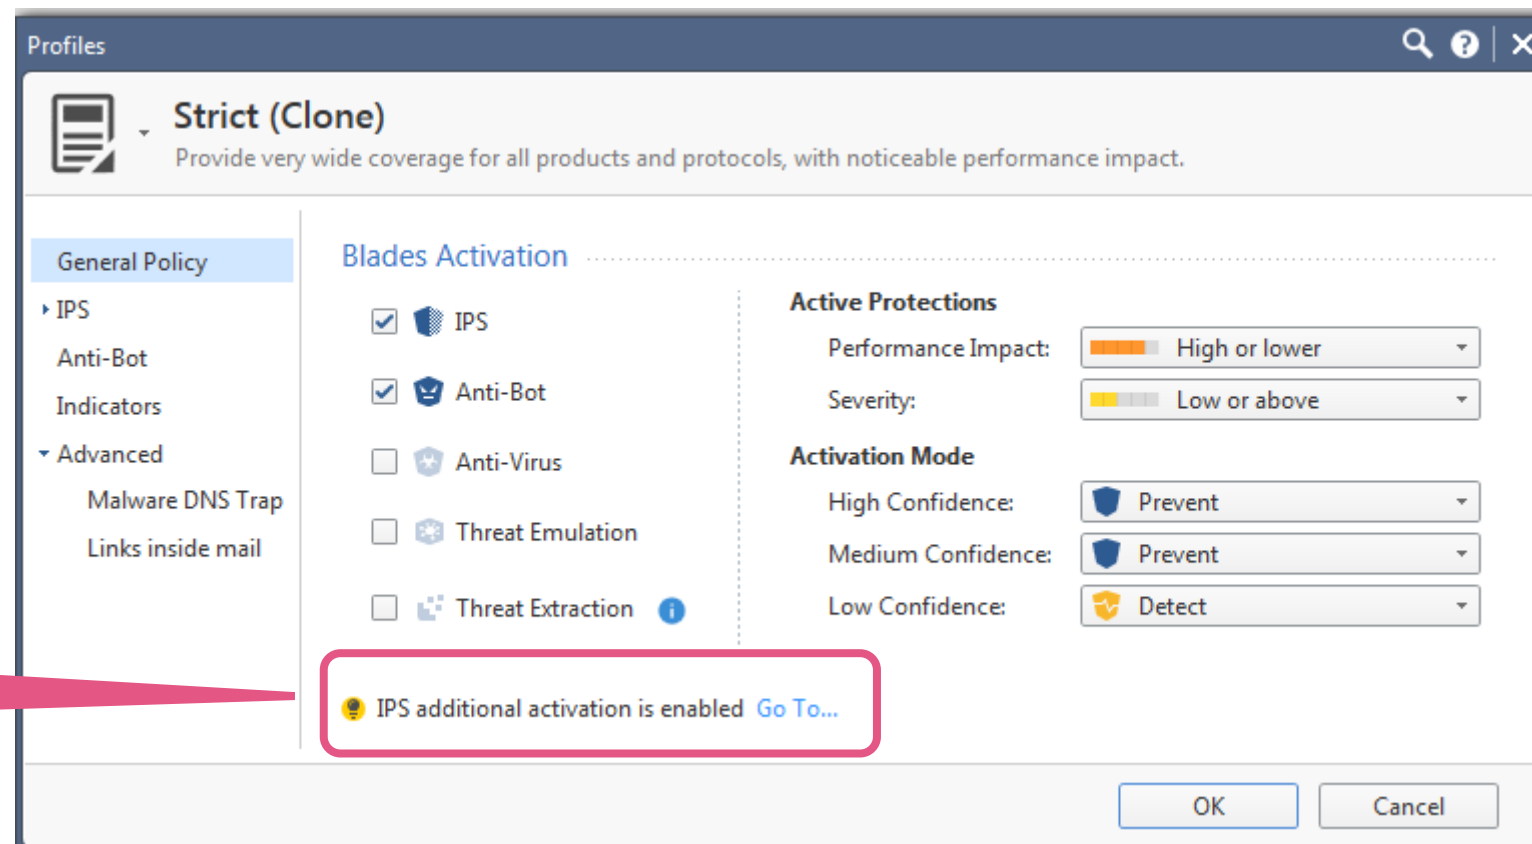 Profiles
Strict (Clone)
Provide very wide coverage for all products and protocols, with noticeable performance impact.
General Policy
IPS
Anti-Bot
Indicators
Advanced
Malware DNS Trap
Links inside mail
Blades Activation
IPS
Anti-Bot
Anti-Virus
Threat Emulation
Threat Extraction
Active Protections
Performance Impact: High or lower
Severity: Low or above
Activation Mode
High Confidence: Prevent
Medium Confidence: Prevent
Low Confidence: Detect
IPS additional activation is enabled Go To...
OK Cancel